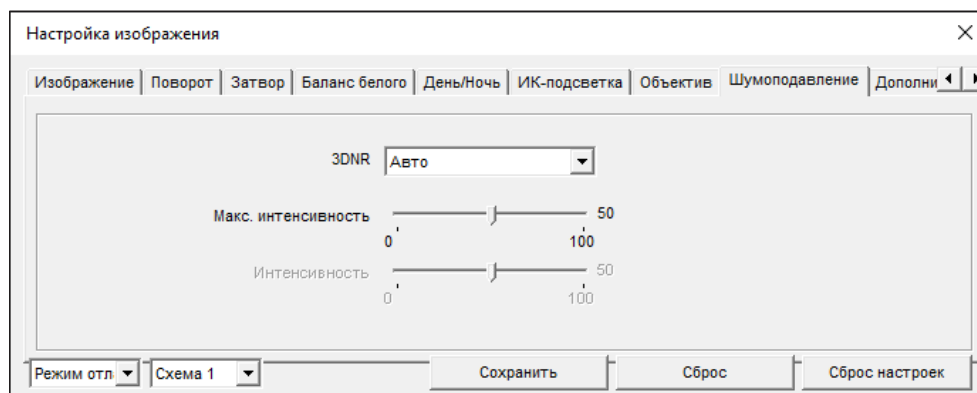 Настройка изображения
Изображение Поворот Затвор Баланс белого День/Ночь ИК-подсветка Объектив Шумоподавление Дополни
3DNR Авто
Макс. интенсивность 50
0 100
Интенсивность 50
0 100
Режим отл Схема 1 Сохранить Сброс Сброс настроек